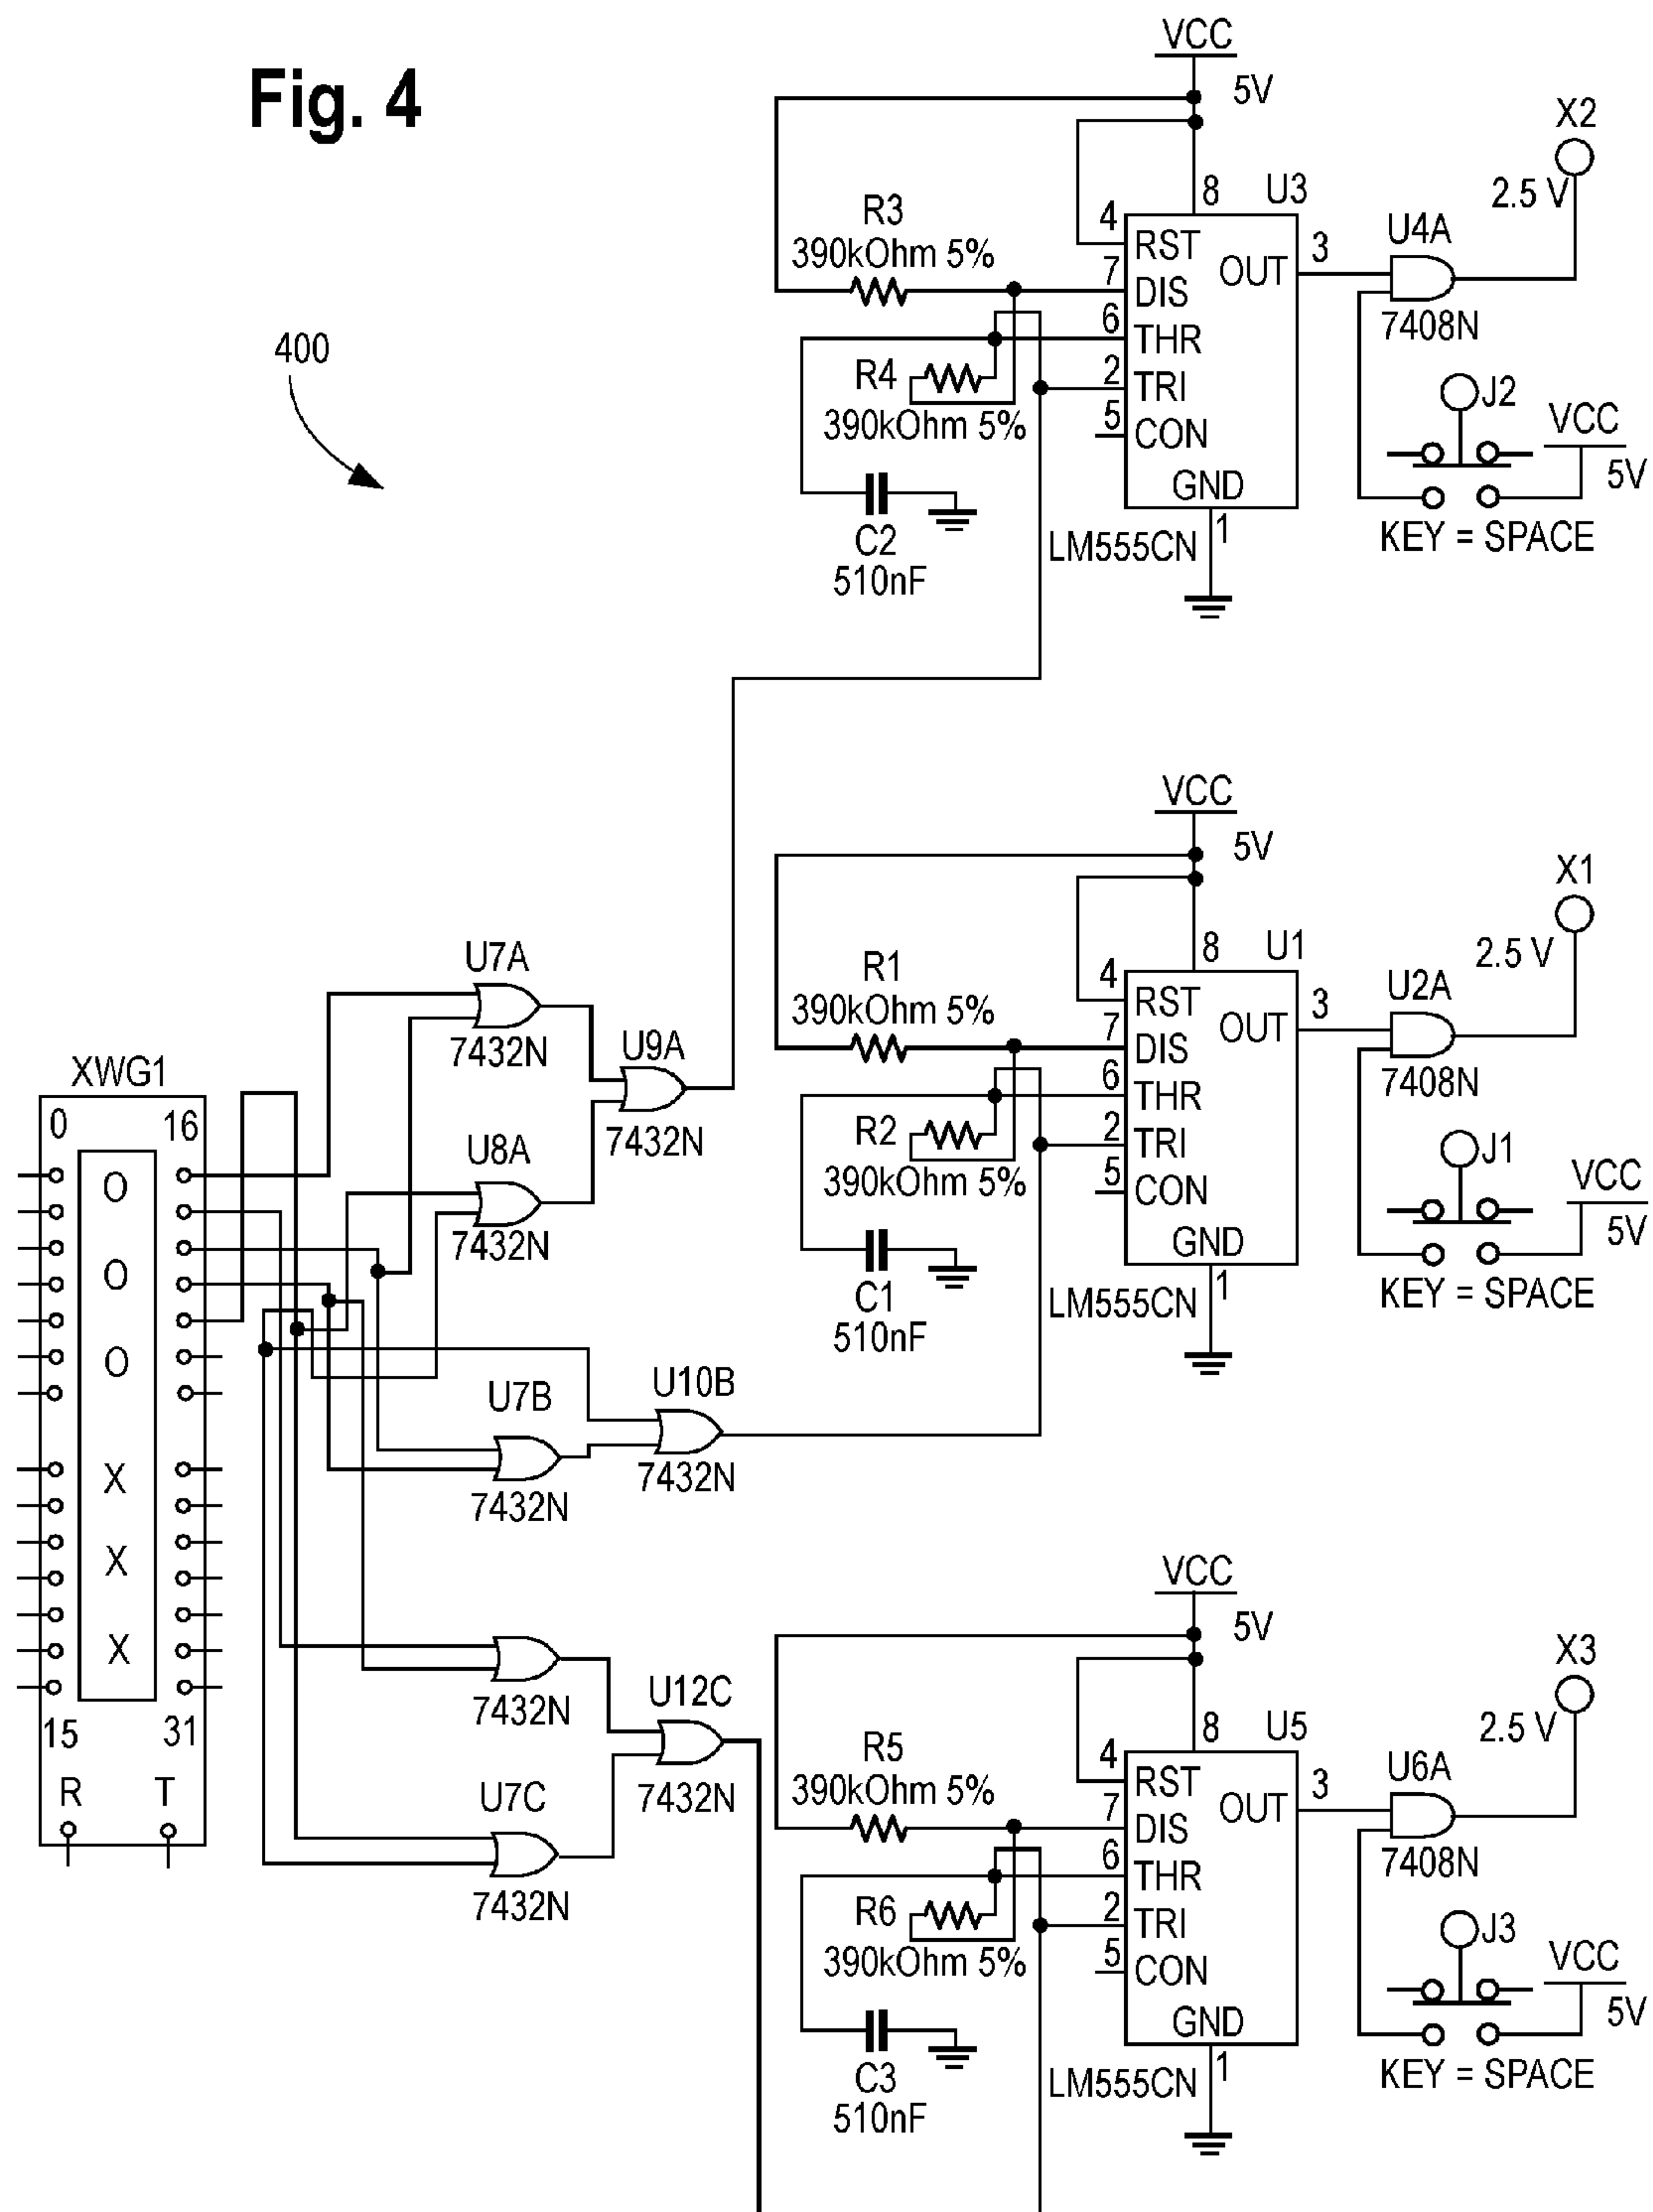 Fig. 4
400
VCC
5V
X2
2.5 V
R3
390kOhm 5%
8
U3
4
RST
OUT
3
U4A
7
DIS
7408N
6
THR
R4
2
TRI
J2
390kOhm 5%
5
CON
VCC
5V
GND
KEY = SPACE
C2
510nF
LM555CN
1
VCC
5V
X1
2.5 V
R1
390kOhm 5%
8
U1
4
RST
OUT
3
U2A
7
DIS
7408N
6
THR
R2
2
TRI
J1
390kOhm 5%
5
CON
VCC
5V
GND
KEY = SPACE
C1
510nF
LM555CN
1
U7A
7432N
U9A
7432N
U8A
7432N
XWG1
0
16
O
O
O
X
X
X
15
31
R
T
U7B
7432N
U10B
7432N
7432N
U12C
7432N
U7C
7432N
VCC
5V
X3
2.5 V
R5
390kOhm 5%
8
U5
4
RST
OUT
3
U6A
7
DIS
7408N
6
THR
R6
2
TRI
J3
390kOhm 5%
5
CON
VCC
5V
GND
KEY = SPACE
C3
510nF
LM555CN
1